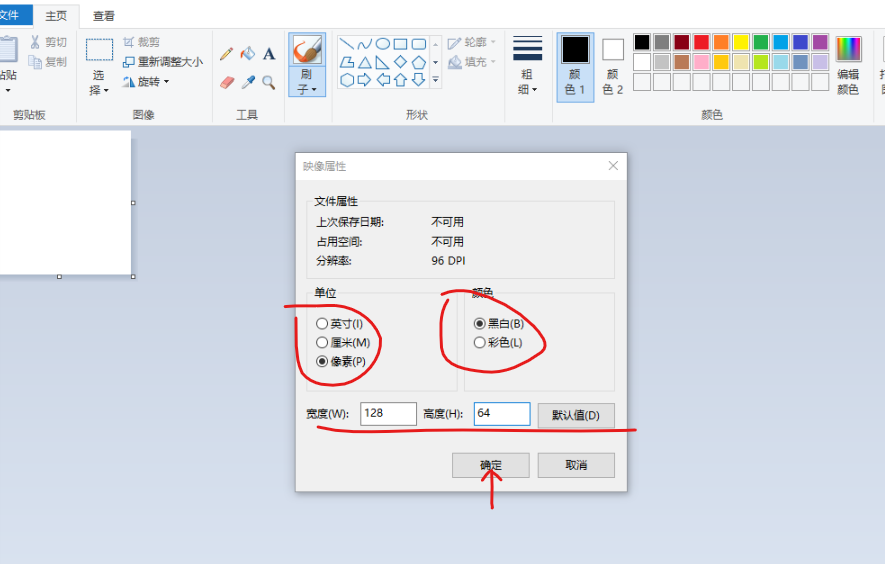 文件 主页 查看
剪切
复制
粘贴
剪贴板
选
择
裁剪
重新调整大小
旋转
图像
A
工具
刷
子
轮廓
填充
形状
粗
细
颜
色 1
颜
色 2
编辑
颜色
颜色
映像属性
文件属性
上次保存日期: 不可用
占用空间: 不可用
分辨率: 96 DPI
单位
英寸(I)
厘米(M)
像素(P)
颜色
黑白(B)
彩色(L)
宽度(W): 128 高度(H): 64 默认值(D)
确定 取消